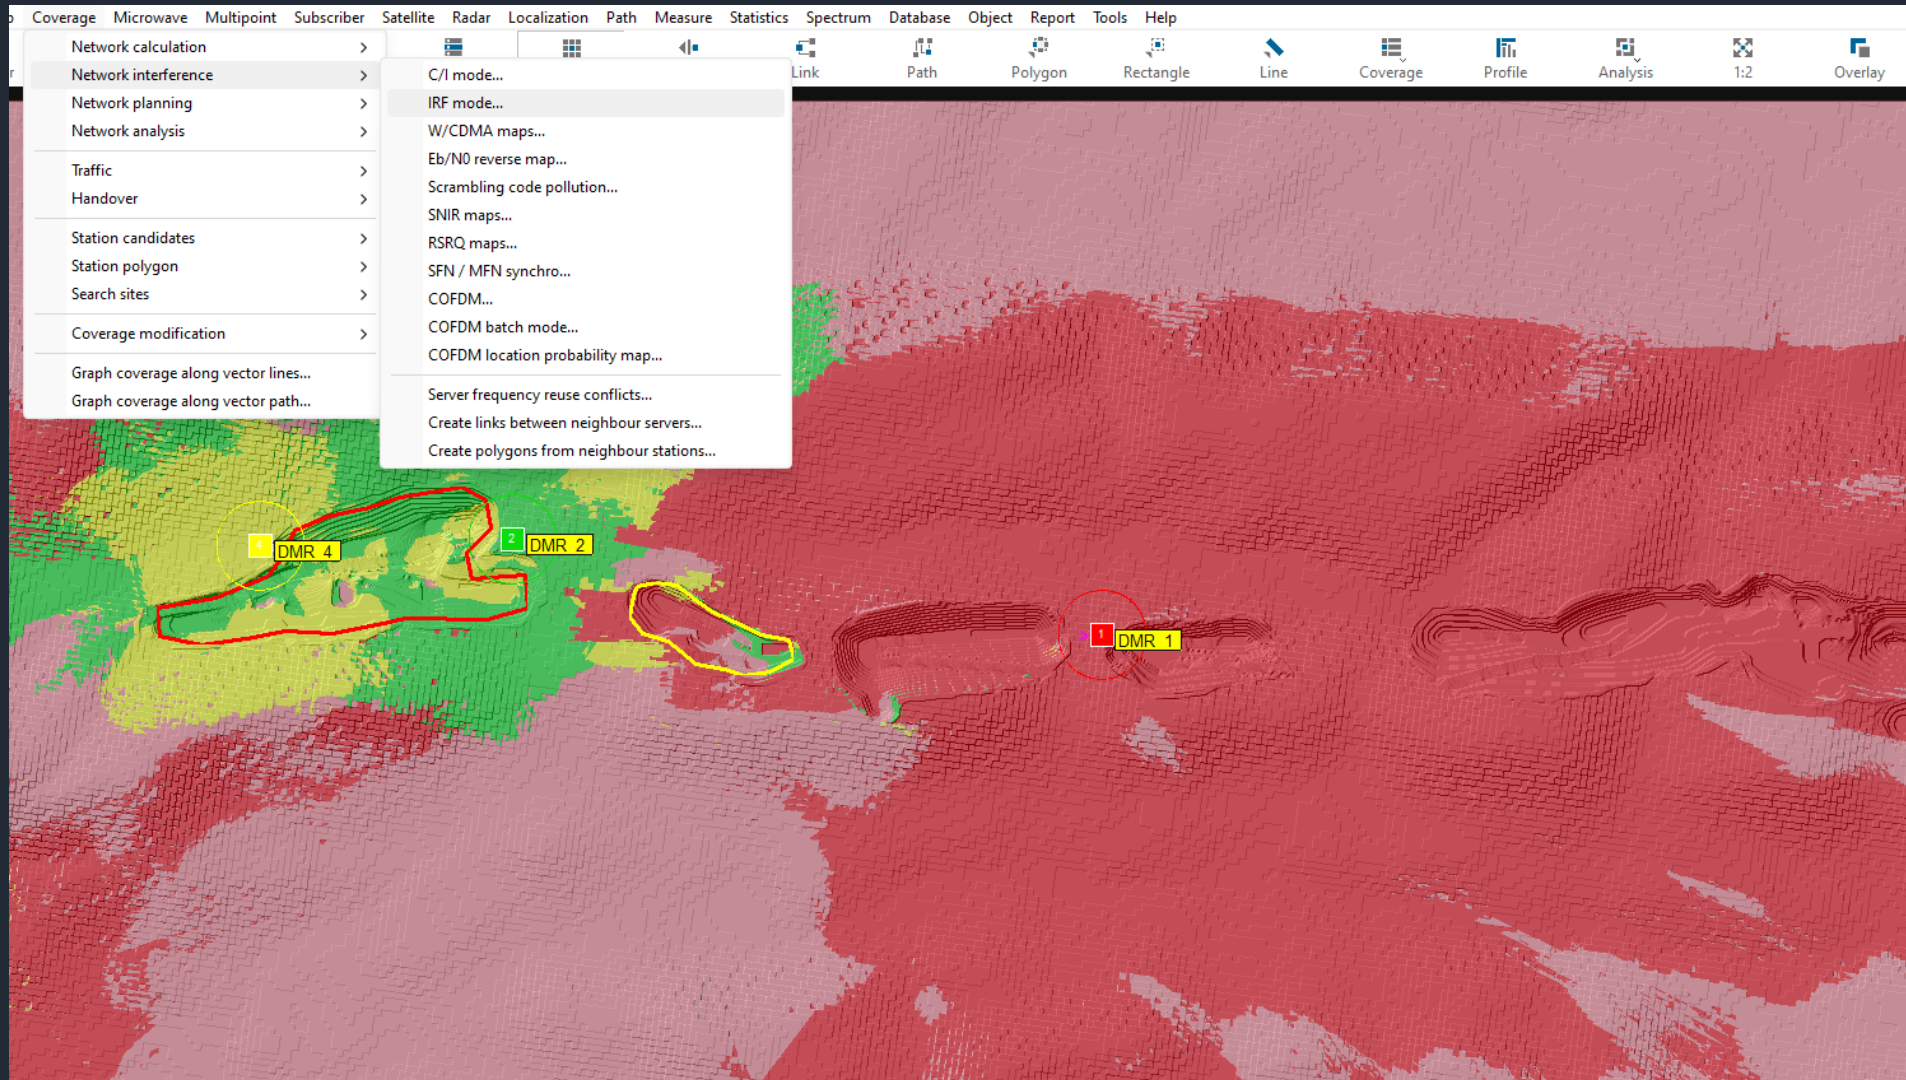 Coverage Microwave Multipoint Subscriber Satellite Radar Localization Path Measure Statistics Spectrum Database Object Report Tools Help
Link Path Polygon Rectangle Line Coverage Profile Analysis 1:2 Overlay
Network calculation
Network interference
Network planning
Network analysis
Traffic
Handover
Station candidates
Station polygon
Search sites
Coverage modification
Graph coverage along vector lines...
Graph coverage along vector path...
C/I mode...
IRF mode...
W/CDMA maps...
Eb/N0 reverse map...
Scrambling code pollution...
SNIR maps...
RSRQ maps...
SFN / MFN synchro...
COFDM...
COFDM batch mode...
COFDM location probability map...
Server frequency reuse conflicts...
Create links between neighbour servers...
Create polygons from neighbour stations...
4 DMR 4
2 DMR 2
1 DMR 1